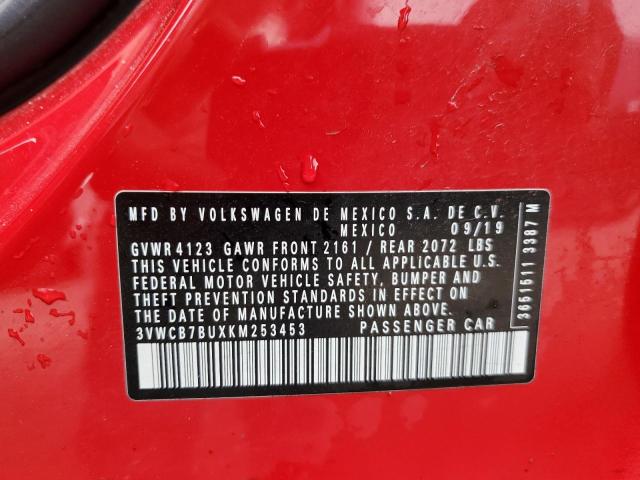 MFD BY VOLKSWAGEN DE MEXICO S.A. DE C.V.
MEXICO 09/19
GVWR 4123 GAWR FRONT 2161 / REAR 2072 LBS
THIS VEHICLE CONFORMS TO ALL APPLICABLE U.S.
FEDERAL MOTOR VEHICLE SAFETY, BUMPER AND
THEFT PREVENTION STANDARDS IN EFFECT ON
THE DATE OF MANUFACTURE SHOWN ABOVE.
3VWCB7BUXKM253453 PASSENGER CAR
3651511 3387 M